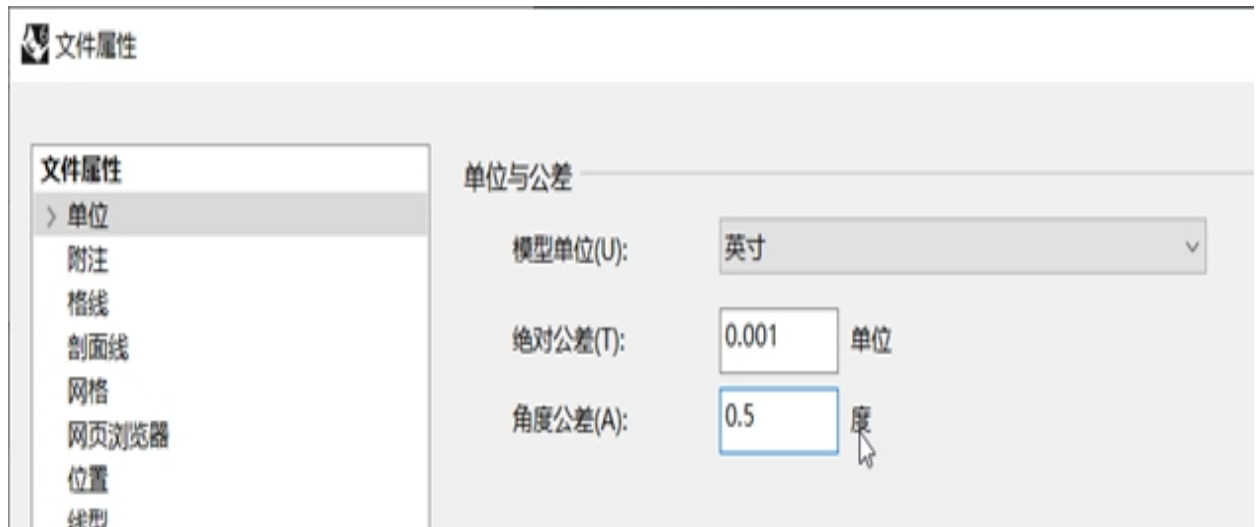 文件属性
文件属性
单位
附注
格线
剖面线
网格
网页浏览器
位置
线型
单位与公差
模型单位(U):
英寸
绝对公差(T):
0.001
单位
角度公差(A):
0.5
度